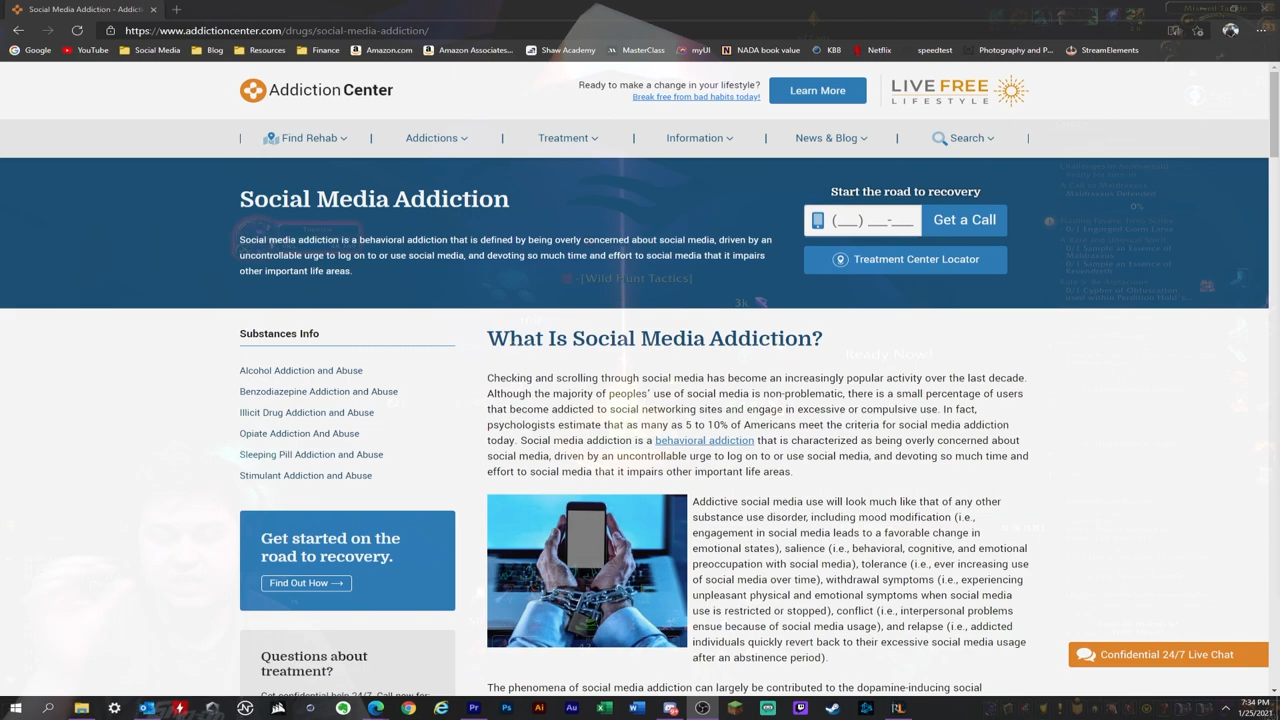 Social Media Addiction - Addicti
https://www.addictioncenter.com/drugs/social-media-addiction/
Google
YouTube
Social Media
Blog
Resources
Finance
Amazon.com
Amazon Associates...
Shaw Academy
MasterClass
myUI
NADA book value
KBB
Netflix
speedtest
Photography and P...
StreamElements
Addiction Center
Ready to make a change in your lifestyle?
Break free from bad habits today!
Learn More
LIVE FREE
LIFESTYLE
Find Rehab
Addictions
Treatment
Information
News & Blog
Search
Social Media Addiction
Social media addiction is a behavioral addiction that is defined by being overly concerned about social media, driven by an
uncontrollable urge to log on to or use social media, and devoting so much time and effort to social media that it impairs
other important life areas.
Start the road to recovery
(___) ___-____
Get a Call
Treatment Center Locator
-[Wild Hunt Tactics]
3k
0%
Ready Now!
Substances Info
Alcohol Addiction and Abuse
Benzodiazepine Addiction and Abuse
Illicit Drug Addiction and Abuse
Opiate Addiction And Abuse
Sleeping Pill Addiction and Abuse
Stimulant Addiction and Abuse
Get started on the
road to recovery.
Find Out How
Questions about
treatment?
Get confidential help 24/7. Call now for:
What Is Social Media Addiction?
Checking and scrolling through social media has become an increasingly popular activity over the last decade.
Although the majority of peoples’ use of social media is non-problematic, there is a small percentage of users
that become addicted to social networking sites and engage in excessive or compulsive use. In fact,
psychologists estimate that as many as 5 to 10% of Americans meet the criteria for social media addiction
today. Social media addiction is a behavioral addiction that is characterized as being overly concerned about
social media, driven by an uncontrollable urge to log on to or use social media, and devoting so much time and
effort to social media that it impairs other important life areas.
Addictive social media use will look much like that of any other
substance use disorder, including mood modification (i.e.,
engagement in social media leads to a favorable change in
emotional states), salience (i.e., behavioral, cognitive, and emotional
preoccupation with social media), tolerance (i.e., ever increasing use
of social media over time), withdrawal symptoms (i.e., experiencing
unpleasant physical and emotional symptoms when social media
use is restricted or stopped), conflict (i.e., interpersonal problems
ensue because of social media usage), and relapse (i.e., addicted
individuals quickly revert back to their excessive social media usage
after an abstinence period).
The phenomena of social media addiction can largely be contributed to the dopamine-inducing social
Confidential 24/7 Live Chat
7:34 PM
1/25/2021